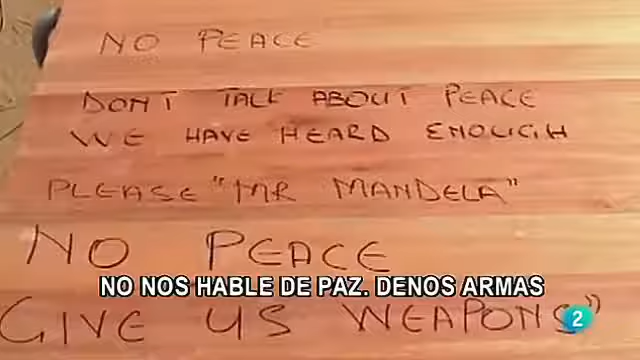 NO PEACE
DONT TALK ABOUT PEACE
WE HAVE HEARD ENOUGH
PLEASE "MR MANDELA"
NO PEACE
NO NOS HABLE DE PAZ. DENOS ARMAS
GIVE US WEAPONS"
2